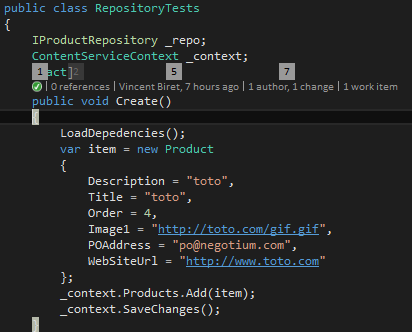 public class RepositoryTests
{
IProductRepository _repo;
ContentServiceContext _context;
1 act] 2 5 7
0 references | Vincent Biret, 7 hours ago | 1 author, 1 change | 1 work item
public void Create()
{
LoadDepedencies();
var item = new Product
{
Description = "toto",
Title = "toto",
Order = 4,
Image1 = "http://toto.com/gif.gif",
POAddress = "po@negotium.com",
WebSiteUrl = "http://www.toto.com"
};
_context.Products.Add(item);
_context.SaveChanges();
}